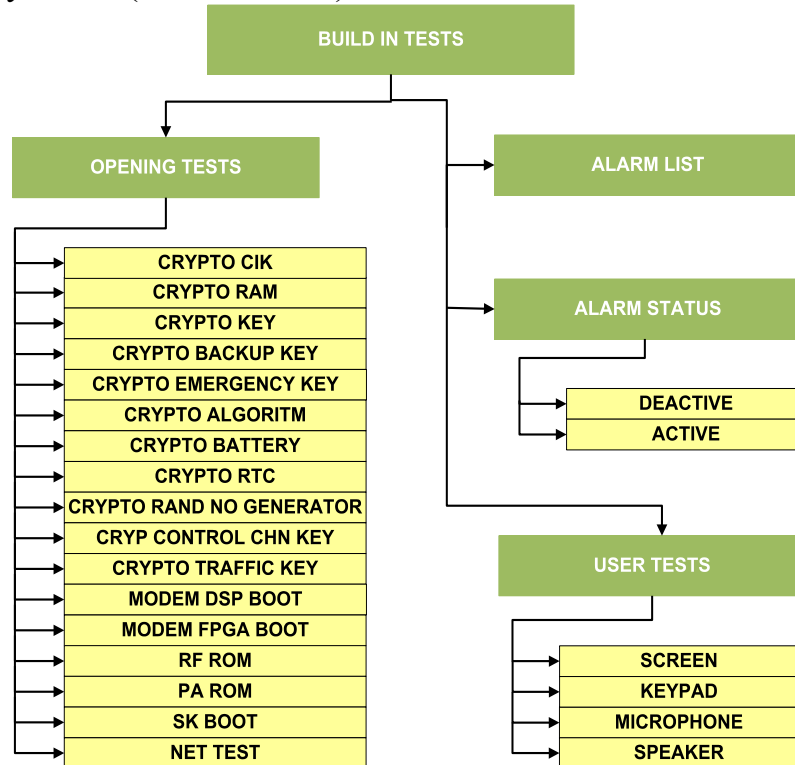 BUILD IN TESTS
OPENING TESTS
CRYPTO CIK
CRYPTO RAM
CRYPTO KEY
CRYPTO BACKUP KEY
CRYPTO EMERGENCY KEY
CRYPTO ALGORITM
CRYPTO BATTERY
CRYPTO RTC
CRYPTO RAND NO GENERATOR
CRYP CONTROL CHN KEY
CRYPTO TRAFFIC KEY
MODEM DSP BOOT
MODEM FPGA BOOT
RF ROM
PA ROM
SK BOOT
NET TEST
ALARM LIST
ALARM STATUS
DEACTIVE
ACTIVE
USER TESTS
SCREEN
KEYPAD
MICROPHONE
SPEAKER